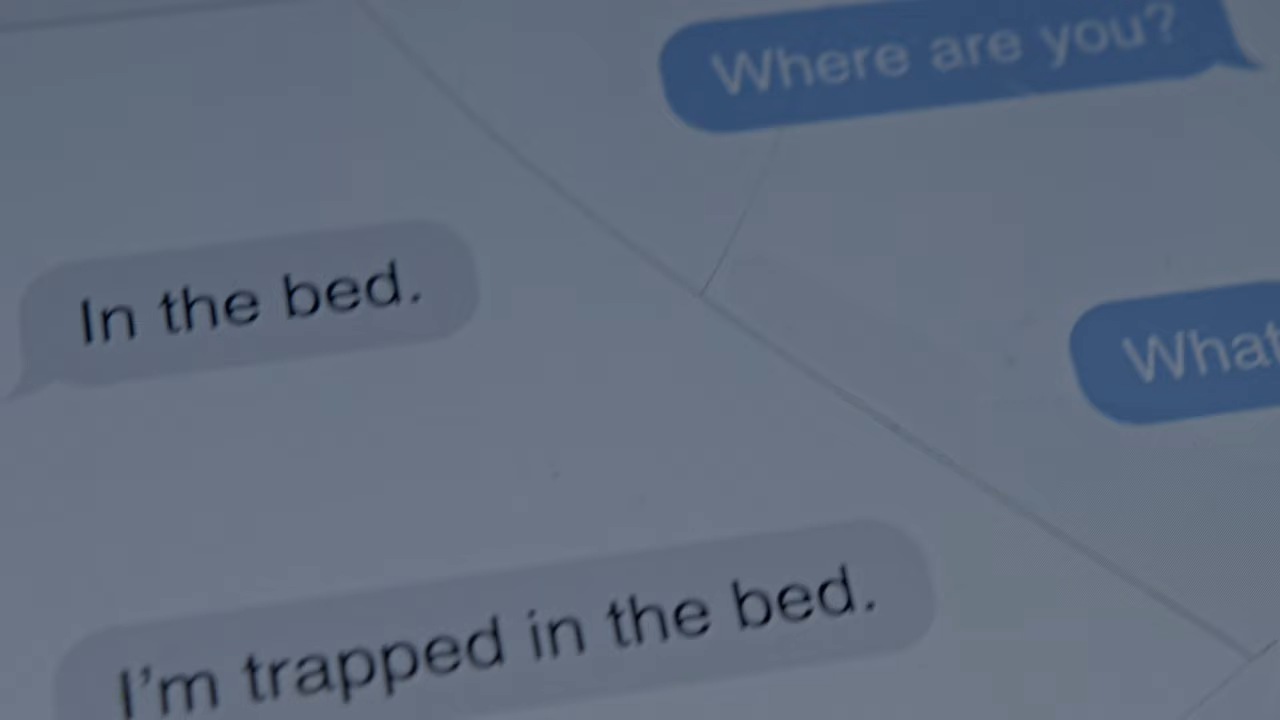 Where are you?
In the bed.
What
I'm trapped in the bed.